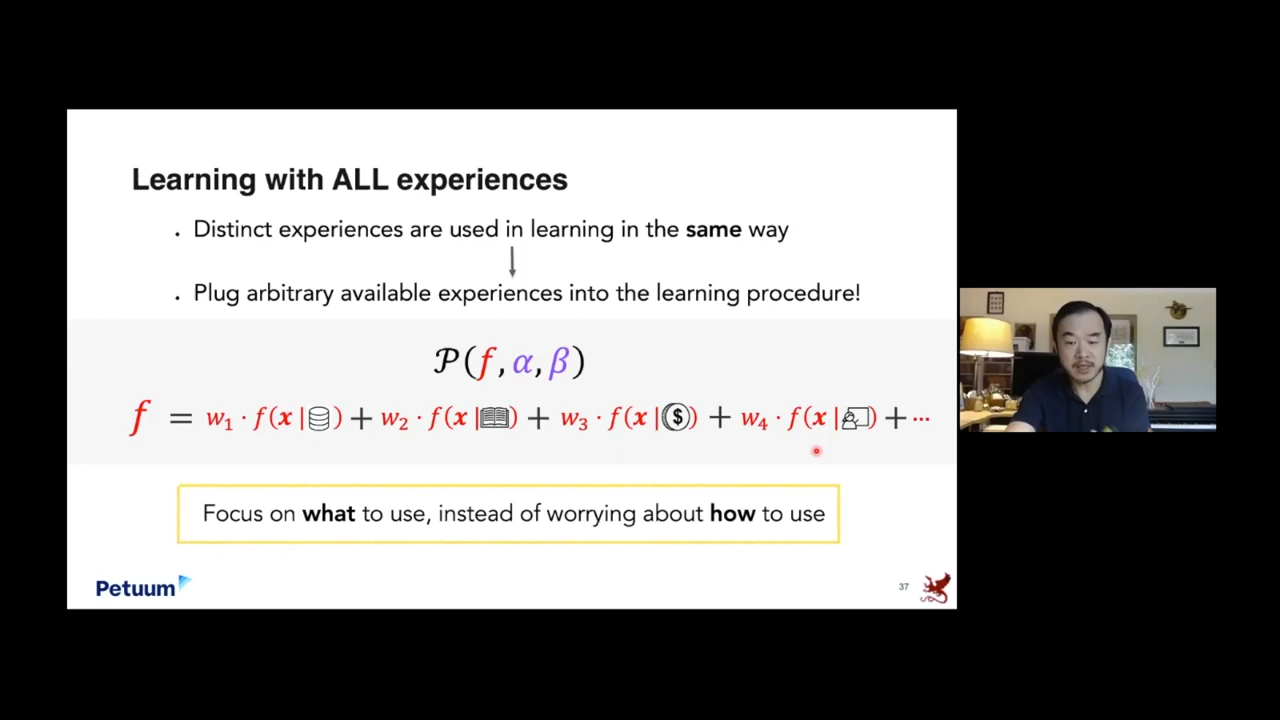 Learning with ALL experiences
• Distinct experiences are used in learning in the same way
• Plug arbitrary available experiences into the learning procedure!
𝒫(f, α, β)
f = w₁ · f(x | ) + w₂ · f(x | ) + w₃ · f(x | $) + w₄ · f(x | ) + ···
Focus on what to use, instead of worrying about how to use
Petuum
37